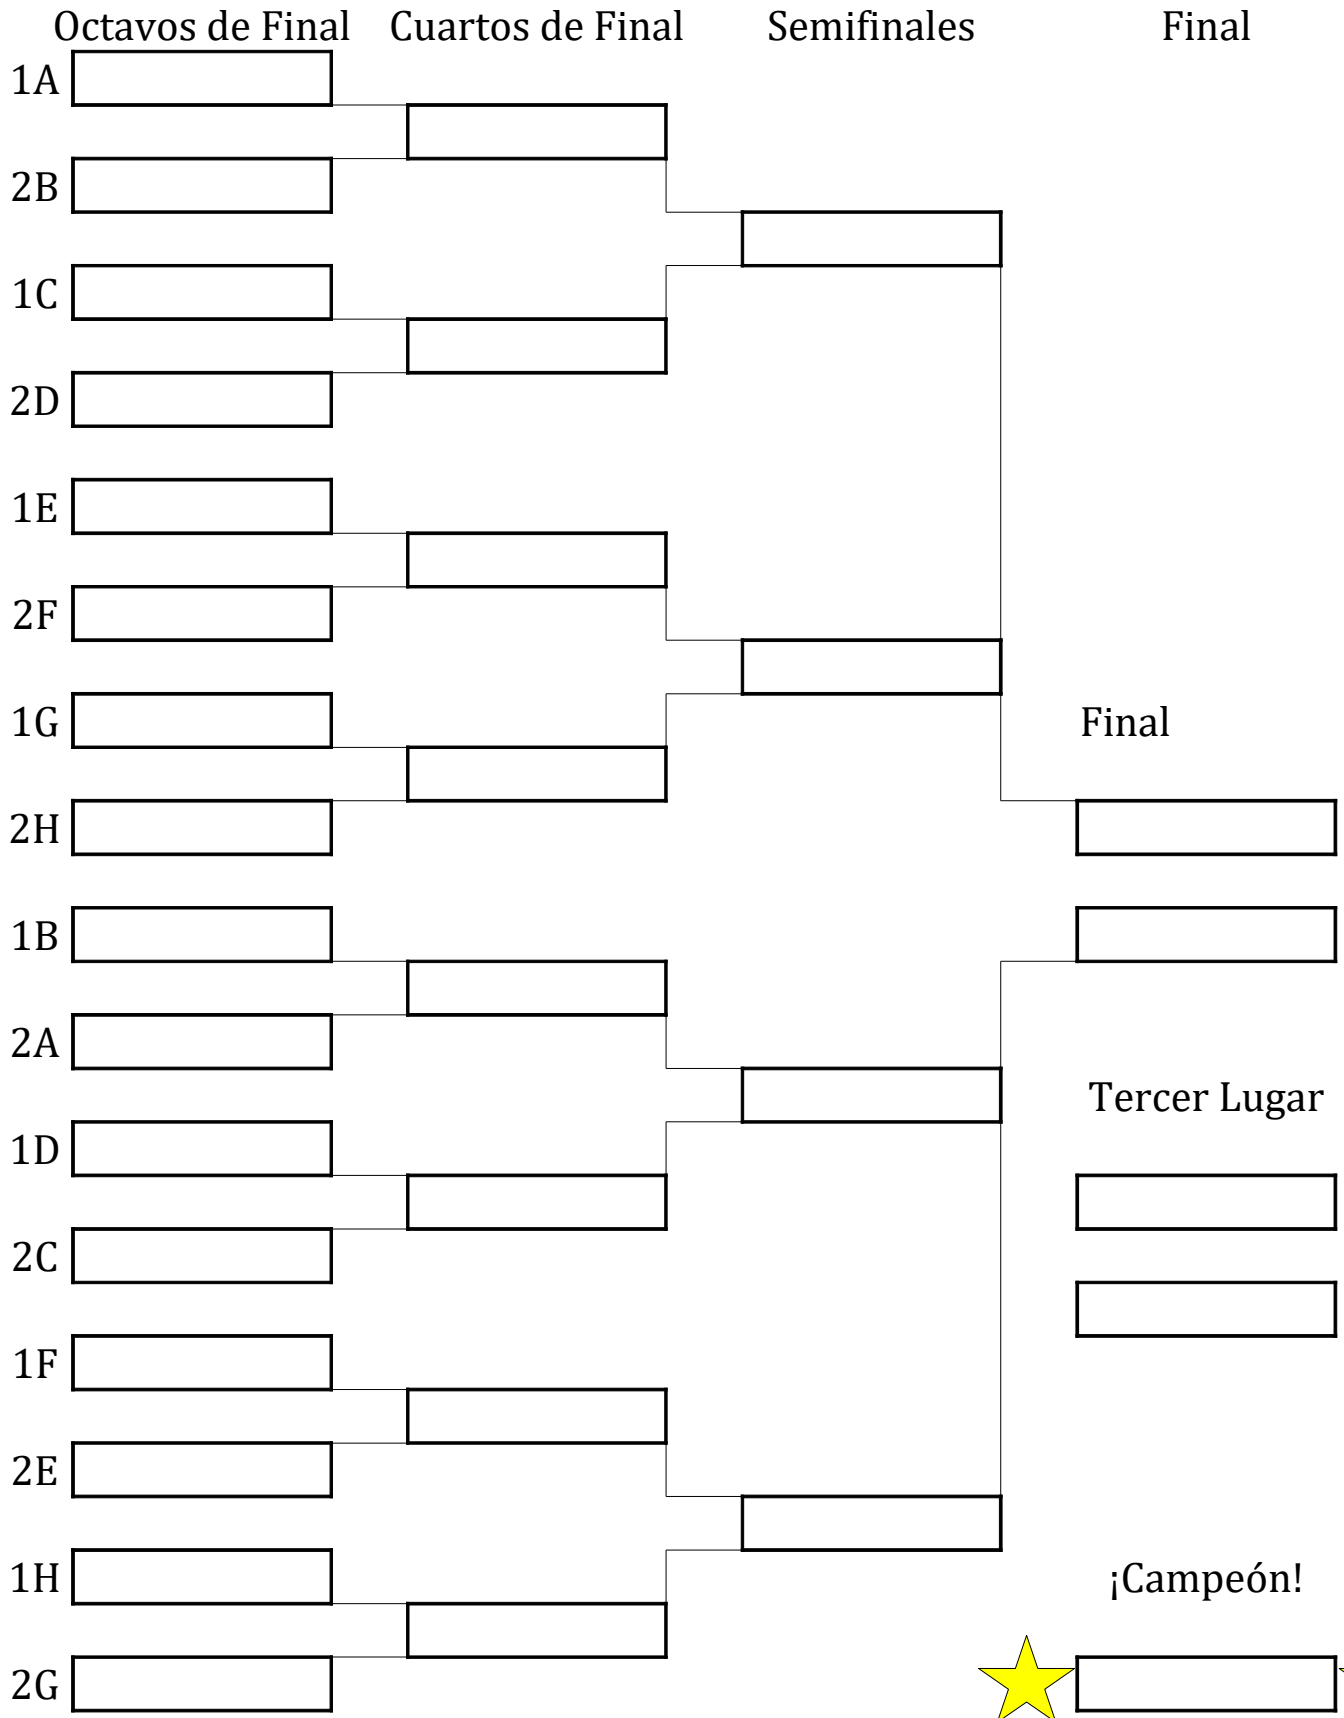 Octavos de Final Cuartos de Final Semifinales Final
1A
2B
1C
2D
1E
2F
1G
Final
2H
1B
2A
Tercer Lugar
1D
2C
1F
2E
1H
¡Campeón!
2G